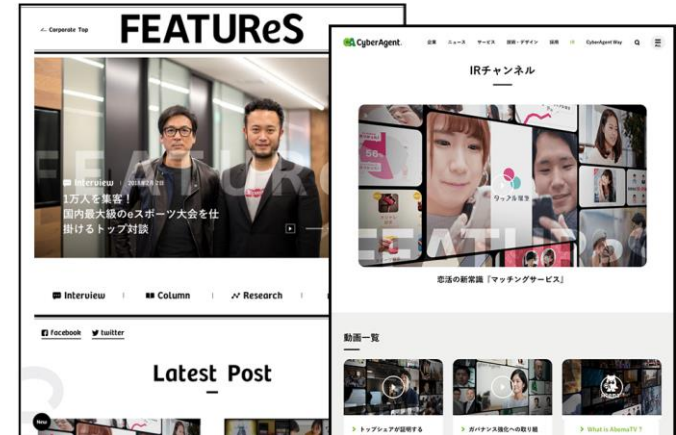 Corporate Top
FEATUReS
FEATUR
Interview
2018年2月2日
1万人を集客！
国内最大級のeスポーツ大会を仕
掛けるトップ対談
Interview
Column
Research
facebook
twitter
Latest Post
New
CyberAgent.
企業
ニュース
サービス
技術・デザイン
採用
IR
CyberAgent Way
IRチャンネル
56%
タップル誕生
FEATUR
恋活の新常識『マッチングサービス』
動画一覧
トップシェアが証明する
ガバナンス強化への取り組
What is AbemaTV ?